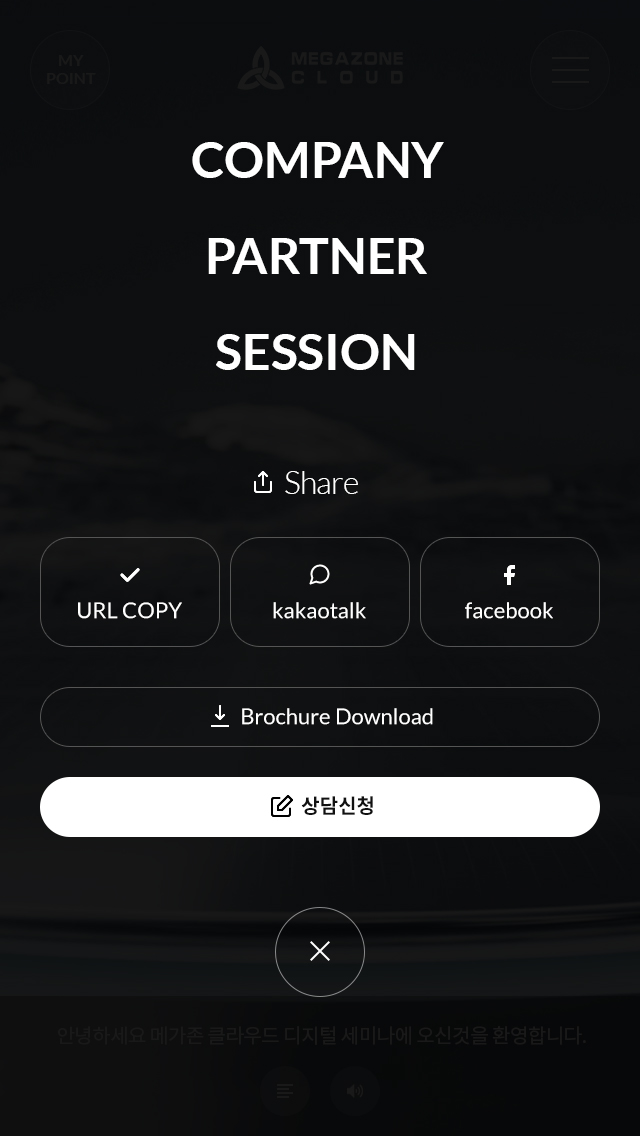 MY
POINT
MEGAZONE
CLOUD
COMPANY
PARTNER
SESSION
Share
URL COPY
kakaotalk
facebook
Brochure Download
상담신청
안녕하세요 메가존 클라우드 디지털 세미나에 오신것을 환영합니다.